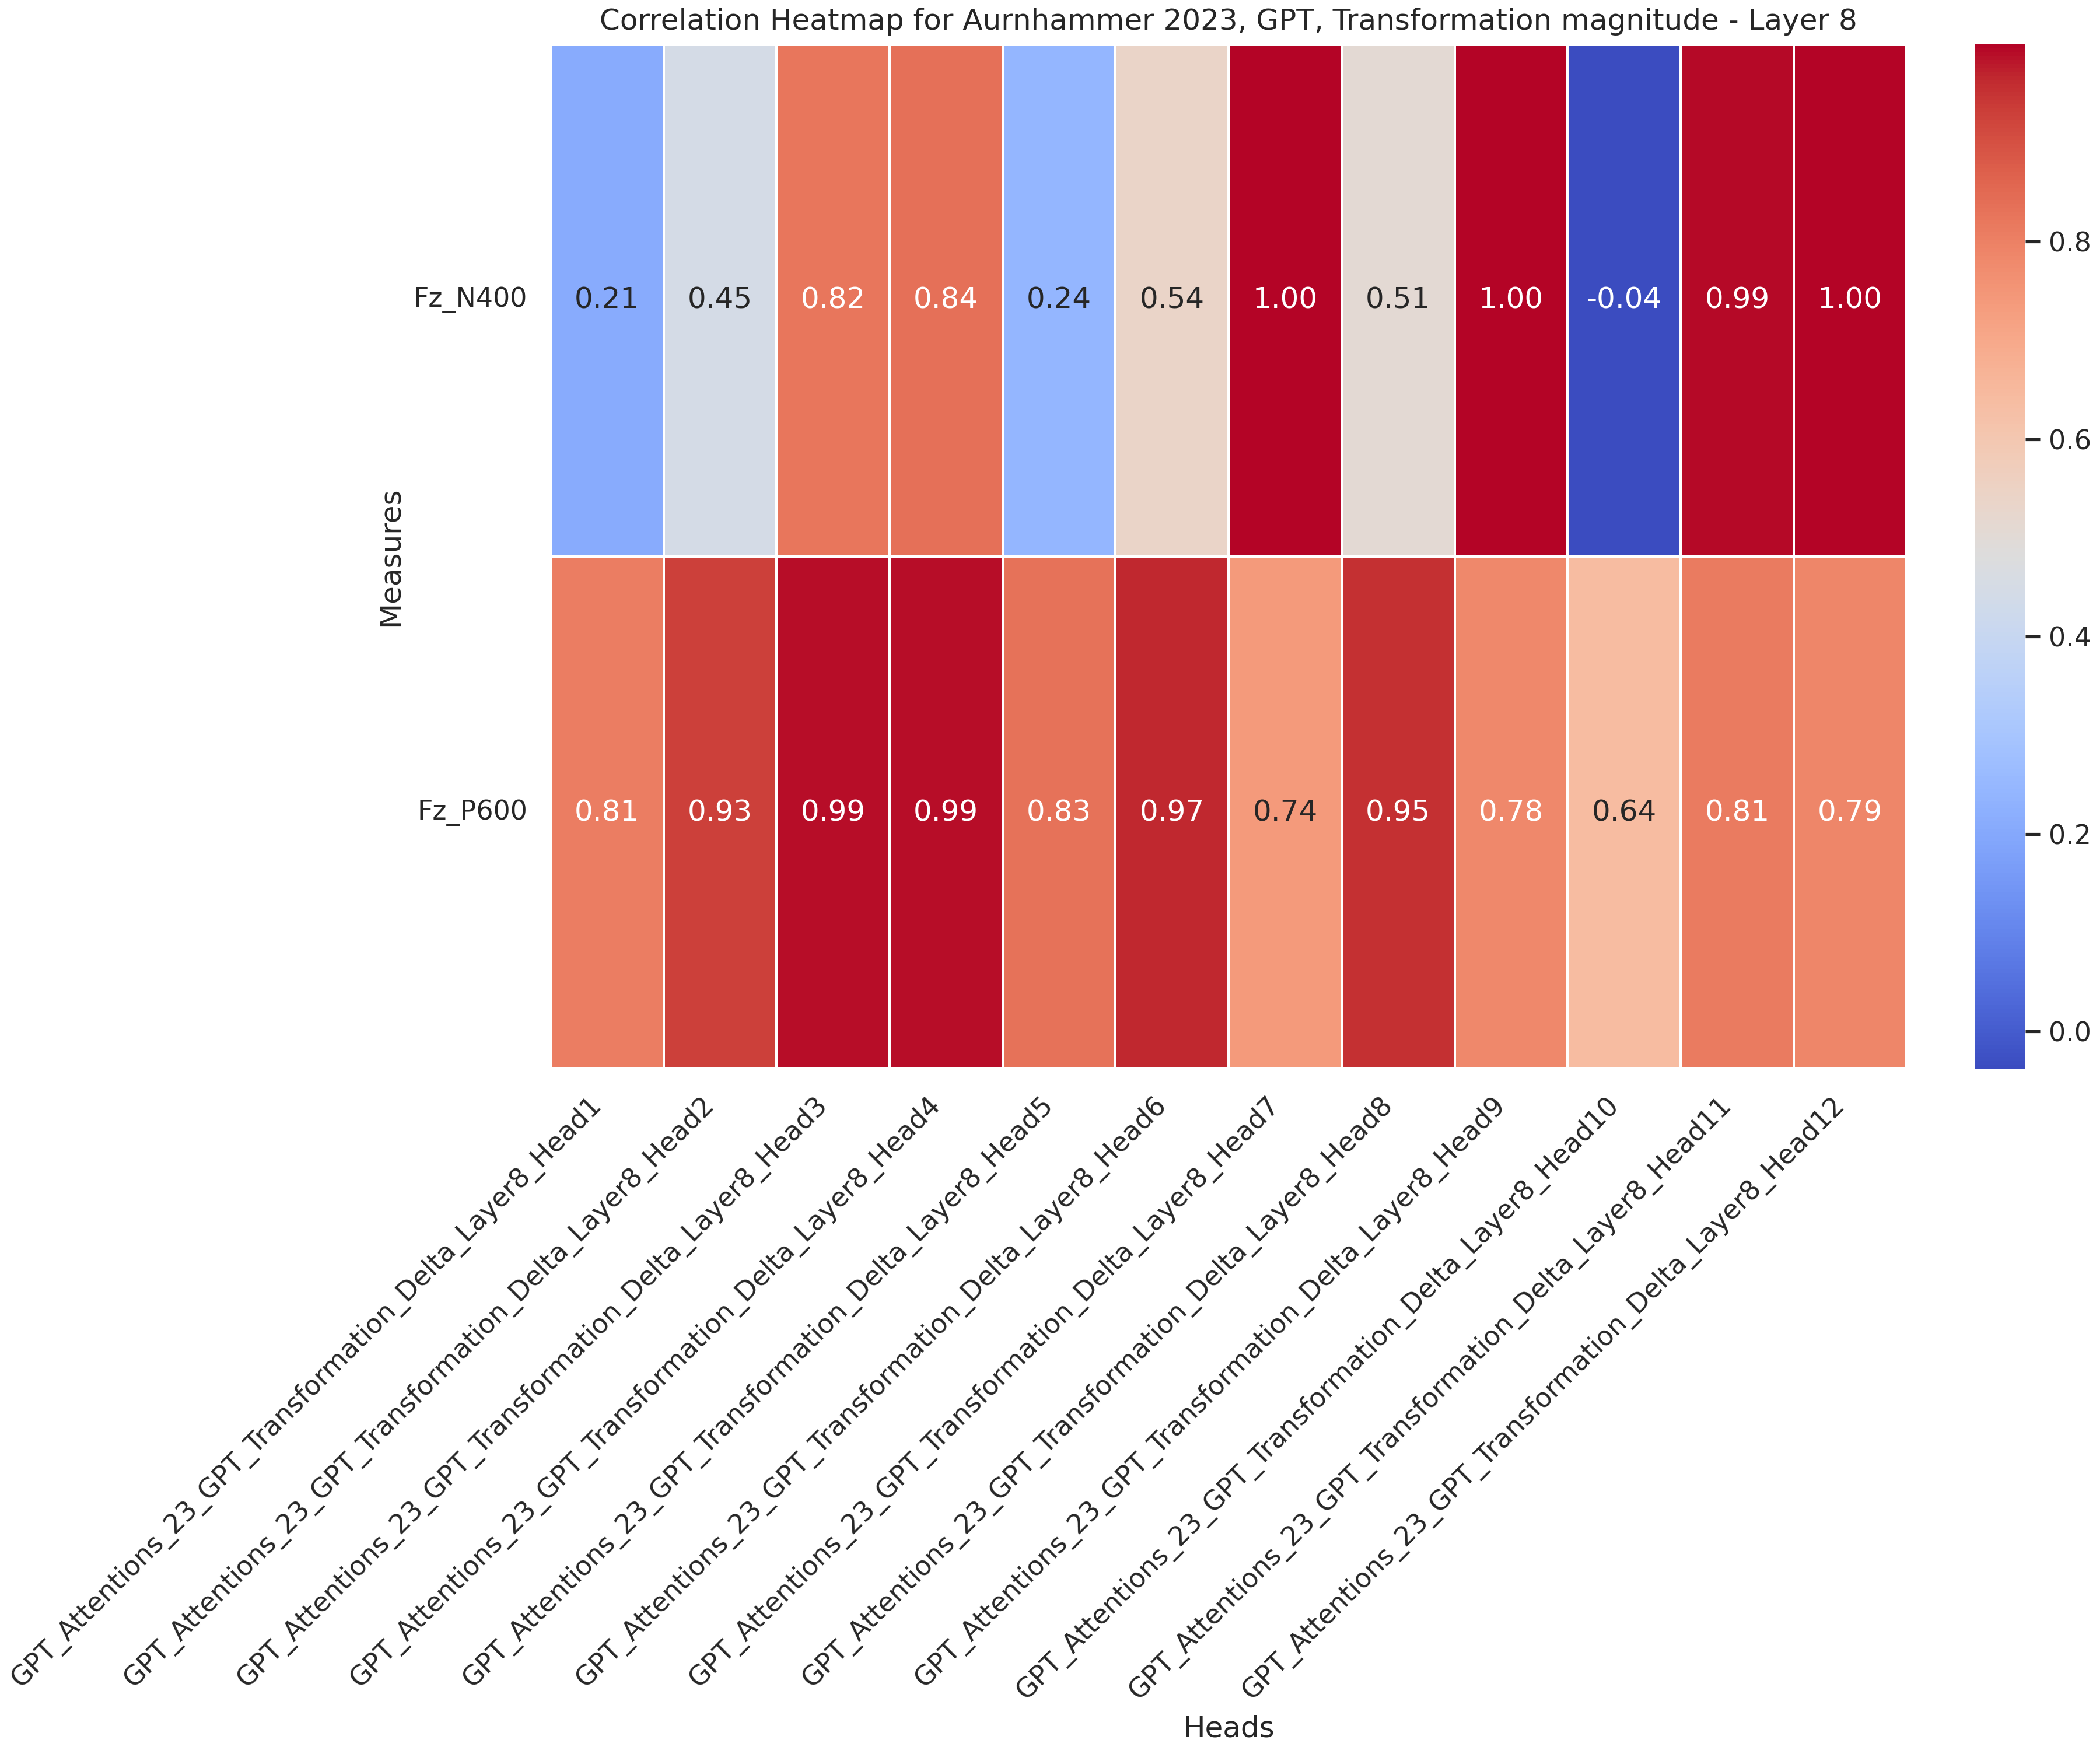 Correlation Heatmap for Aurnhammer 2023, GPT, Transformation magnitude - Layer 8
Measures
Fz_N400
0.21 0.45 0.82 0.84 0.24 0.54 1.00 0.51 1.00 -0.04 0.99 1.00
Fz_P600
0.81 0.93 0.99 0.99 0.83 0.97 0.74 0.95 0.78 0.64 0.81 0.79
GPT_Attentions_23_GPT_Transformation_Delta_Layer8_Head1
GPT_Attentions_23_GPT_Transformation_Delta_Layer8_Head2
GPT_Attentions_23_GPT_Transformation_Delta_Layer8_Head3
GPT_Attentions_23_GPT_Transformation_Delta_Layer8_Head4
GPT_Attentions_23_GPT_Transformation_Delta_Layer8_Head5
GPT_Attentions_23_GPT_Transformation_Delta_Layer8_Head6
GPT_Attentions_23_GPT_Transformation_Delta_Layer8_Head7
GPT_Attentions_23_GPT_Transformation_Delta_Layer8_Head8
GPT_Attentions_23_GPT_Transformation_Delta_Layer8_Head9
GPT_Attentions_23_GPT_Transformation_Delta_Layer8_Head10
GPT_Attentions_23_GPT_Transformation_Delta_Layer8_Head11
GPT_Attentions_23_GPT_Transformation_Delta_Layer8_Head12
Heads
0.8
0.6
0.4
0.2
0.0